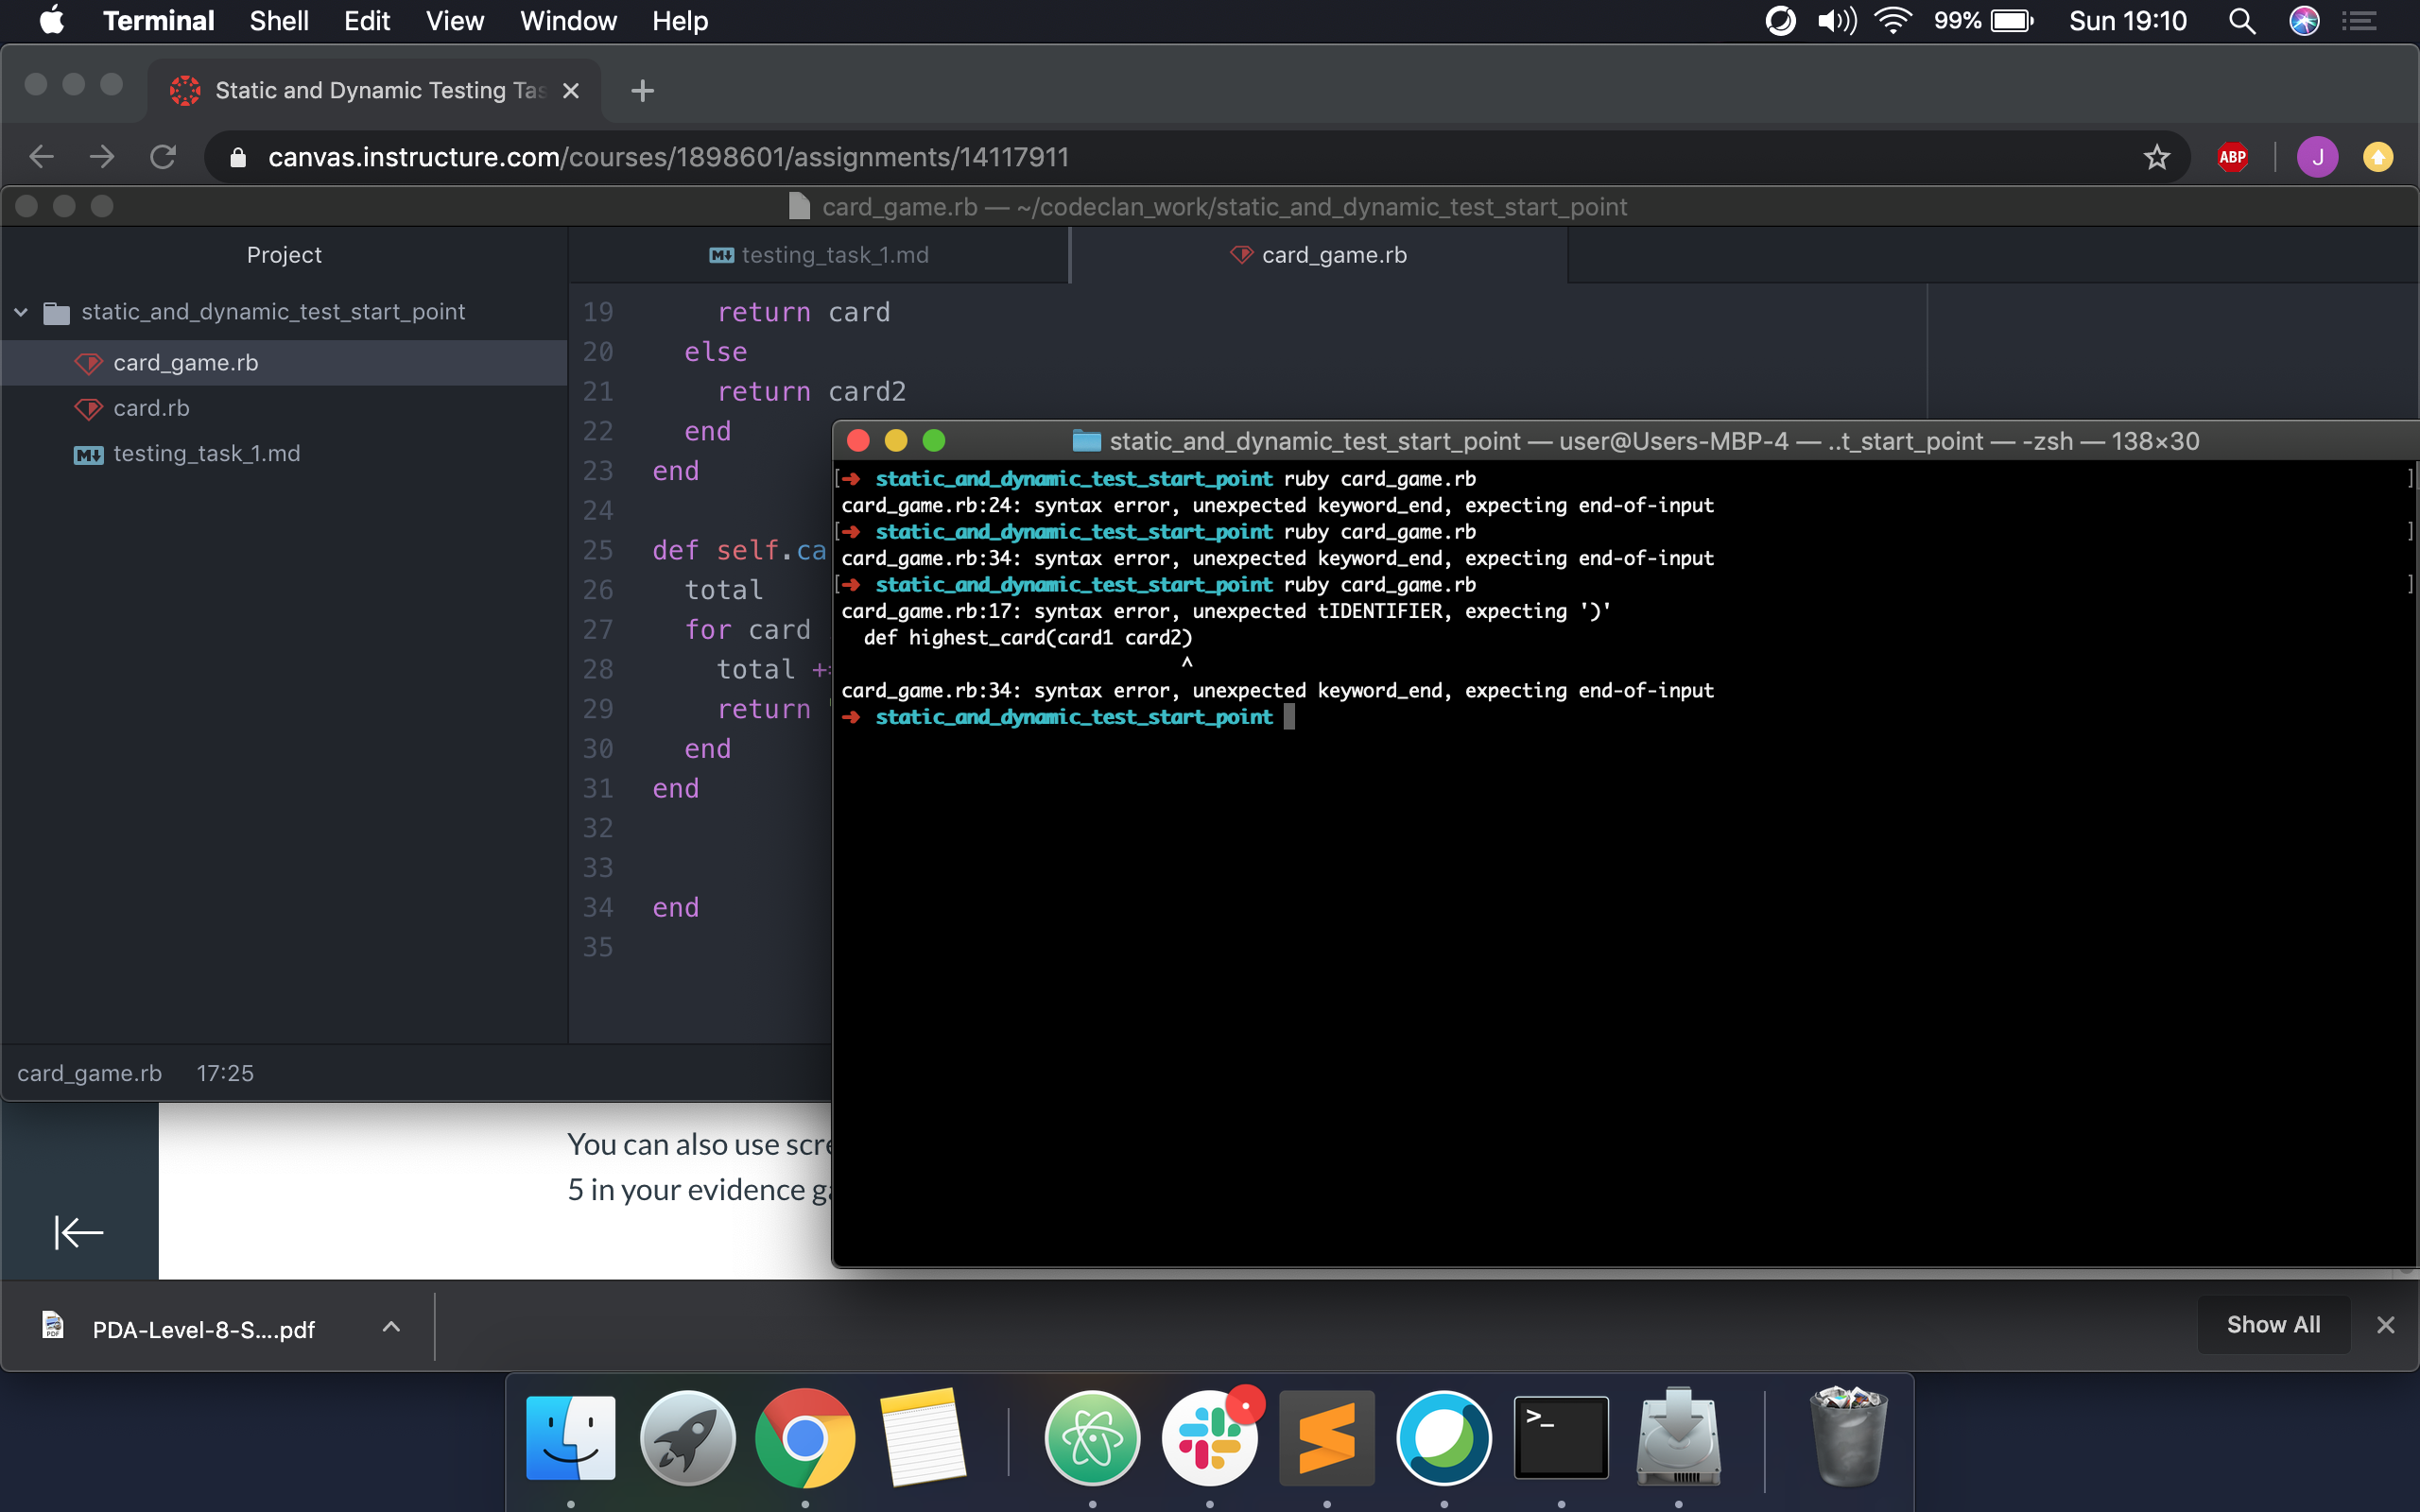 Terminal Shell Edit View Window Help 99% Sun 19:10
Static and Dynamic Testing Tas
canvas.instructure.com/courses/1898601/assignments/14117911 ABP J
card_game.rb — ~/codeclan_work/static_and_dynamic_test_start_point
Project
static_and_dynamic_test_start_point
card_game.rb
card.rb
testing_task_1.md
testing_task_1.md card_game.rb
19 return card
20 else
21 return card2
22 end
23 end
24
25 def self.ca
26 total
27 for card
28 total +=
29 return
30 end
31 end
32
33
34 end
35
card_game.rb 17:25
static_and_dynamic_test_start_point — user@Users-MBP-4 — ..t_start_point — -zsh — 138×30
[➜ static_and_dynamic_test_start_point ruby card_game.rb ]
card_game.rb:24: syntax error, unexpected keyword_end, expecting end-of-input
[➜ static_and_dynamic_test_start_point ruby card_game.rb ]
card_game.rb:34: syntax error, unexpected keyword_end, expecting end-of-input
[➜ static_and_dynamic_test_start_point ruby card_game.rb ]
card_game.rb:17: syntax error, unexpected tIDENTIFIER, expecting ')'
def highest_card(card1 card2)
^
card_game.rb:34: syntax error, unexpected keyword_end, expecting end-of-input
➜ static_and_dynamic_test_start_point
You can also use scre
5 in your evidence ga
PDA-Level-8-S....pdf Show All
>_